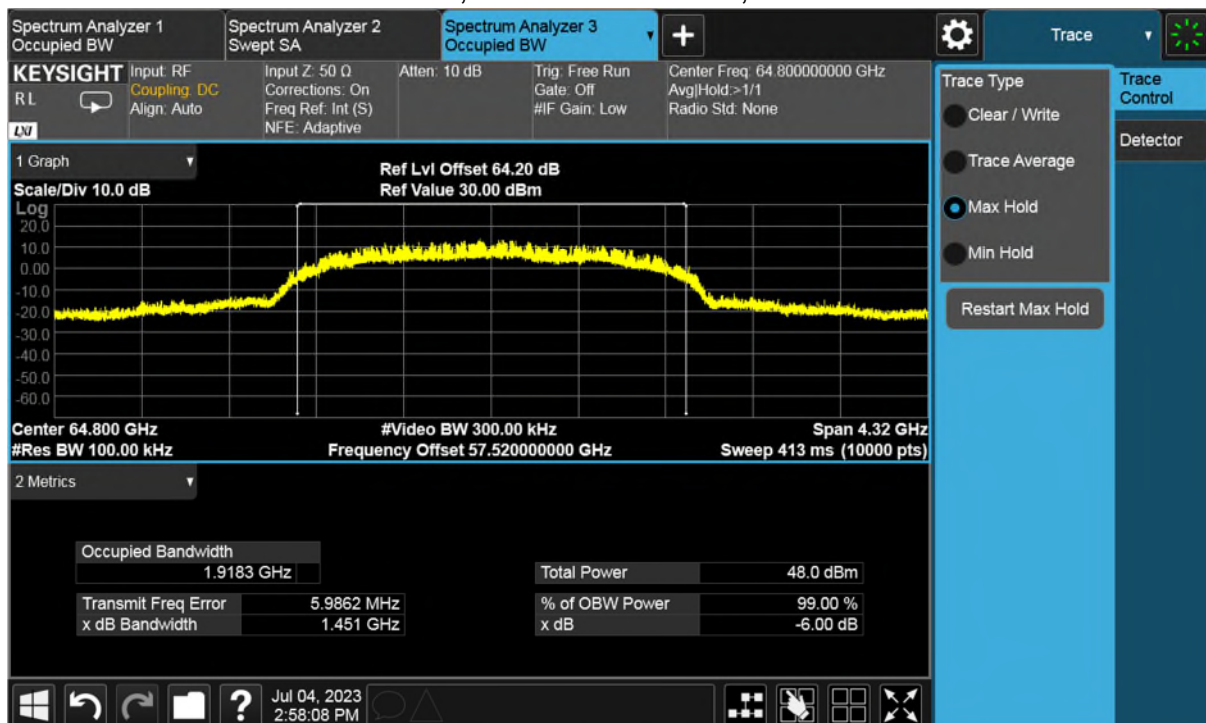 Spectrum Analyzer 1
Occupied BW
Spectrum Analyzer 2
Swept SA
Spectrum Analyzer 3
Occupied BW
Trace
KEYSIGHT
RL
LXI
Input: RF
Coupling: DC
Align: Auto
Input Z: 50 Ω
Corrections: On
Freq Ref: Int (S)
NFE: Adaptive
Atten: 10 dB
Trig: Free Run
Gate: Off
#IF Gain: Low
Center Freq: 64.800000000 GHz
Avg|Hold:>1/1
Radio Std: None
Trace Type
Clear / Write
Trace Average
Max Hold
Min Hold
Restart Max Hold
Trace
Control
Detector
1 Graph
Scale/Div 10.0 dB
Ref Lvl Offset 64.20 dB
Ref Value 30.00 dBm
Log
20.0
10.0
0.00
-10.0
-20.0
-30.0
-40.0
-50.0
-60.0
Center 64.800 GHz
#Video BW 300.00 kHz
Span 4.32 GHz
#Res BW 100.00 kHz
Frequency Offset 57.520000000 GHz
Sweep 413 ms (10000 pts)
2 Metrics
Occupied Bandwidth
1.9183 GHz
Total Power 48.0 dBm
Transmit Freq Error 5.9862 MHz
% of OBW Power 99.00 %
x dB Bandwidth 1.451 GHz
x dB -6.00 dB
?
Jul 04, 2023
2:58:08 PM